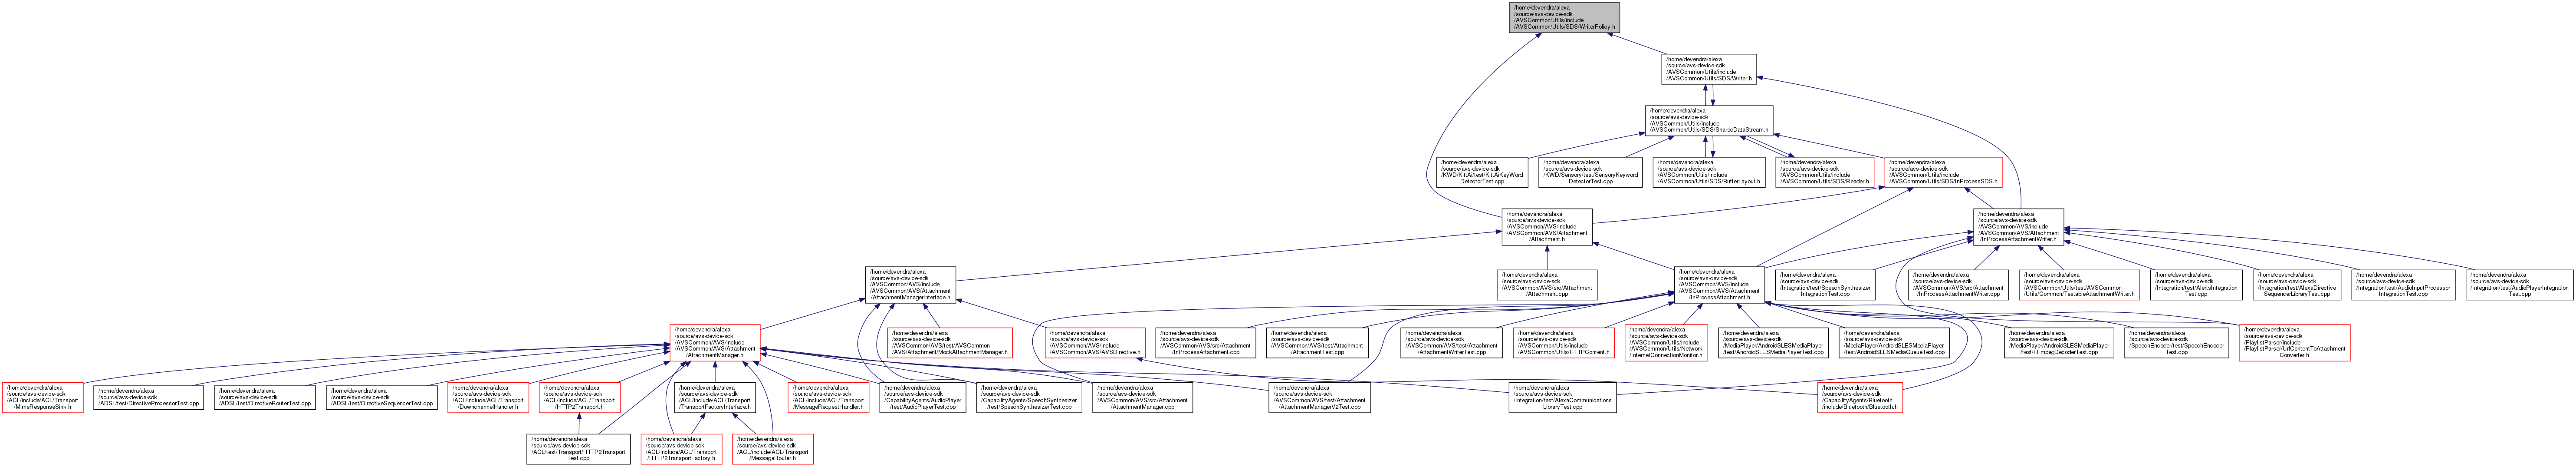 /home/devendra/alexa
/source/avs-device-sdk
/AVSCommon/Utils/include
/AVSCommon/Utils/SDS/WriterPolicy.h
/home/devendra/alexa
/source/avs-device-sdk
/AVSCommon/Utils/include
/AVSCommon/Utils/SDS/Writer.h
/home/devendra/alexa
/source/avs-device-sdk
/AVSCommon/Utils/include
/AVSCommon/Utils/SDS/SharedDataStream.h
/home/devendra/alexa
/source/avs-device-sdk
/KWD/KittAi/test/KittAiKeyWord
DetectorTest.cpp
/home/devendra/alexa
/source/avs-device-sdk
/KWD/Sensory/test/SensoryKeyword
DetectorTest.cpp
/home/devendra/alexa
/source/avs-device-sdk
/AVSCommon/Utils/include
/AVSCommon/Utils/SDS/BufferLayout.h
/home/devendra/alexa
/source/avs-device-sdk
/AVSCommon/Utils/include
/AVSCommon/Utils/SDS/Reader.h
/home/devendra/alexa
/source/avs-device-sdk
/AVSCommon/Utils/include
/AVSCommon/Utils/SDS/InProcessSDS.h
/home/devendra/alexa
/source/avs-device-sdk
/AVSCommon/AVS/include
/AVSCommon/AVS/Attachment
/Attachment.h
/home/devendra/alexa
/source/avs-device-sdk
/AVSCommon/AVS/include
/AVSCommon/AVS/Attachment
/InProcessAttachmentWriter.h
/home/devendra/alexa
/source/avs-device-sdk
/AVSCommon/AVS/include
/AVSCommon/AVS/Attachment
/AttachmentManagerInterface.h
/home/devendra/alexa
/source/avs-device-sdk
/AVSCommon/AVS/src/Attachment
/Attachment.cpp
/home/devendra/alexa
/source/avs-device-sdk
/AVSCommon/AVS/include
/AVSCommon/AVS/Attachment
/InProcessAttachment.h
/home/devendra/alexa
/source/avs-device-sdk
/Integration/test/SpeechSynthesizer
IntegrationTest.cpp
/home/devendra/alexa
/source/avs-device-sdk
/AVSCommon/AVS/src/Attachment
/InProcessAttachmentWriter.cpp
/home/devendra/alexa
/source/avs-device-sdk
/AVSCommon/Utils/test/AVSCommon
/Utils/Common/TestableAttachmentWriter.h
/home/devendra/alexa
/source/avs-device-sdk
/Integration/test/AlertsIntegration
Test.cpp
/home/devendra/alexa
/source/avs-device-sdk
/Integration/test/AlexaDirective
SequencerLibraryTest.cpp
/home/devendra/alexa
/source/avs-device-sdk
/Integration/test/AudioInputProcessor
IntegrationTest.cpp
/home/devendra/alexa
/source/avs-device-sdk
/Integration/test/AudioPlayerIntegration
Test.cpp
/home/devendra/alexa
/source/avs-device-sdk
/AVSCommon/AVS/include
/AVSCommon/AVS/Attachment
/AttachmentManager.h
/home/devendra/alexa
/source/avs-device-sdk
/AVSCommon/AVS/test/AVSCommon
/AVS/Attachment/MockAttachmentManager.h
/home/devendra/alexa
/source/avs-device-sdk
/AVSCommon/AVS/include
/AVSCommon/AVS/AVSDirective.h
/home/devendra/alexa
/source/avs-device-sdk
/AVSCommon/AVS/src/Attachment
/InProcessAttachment.cpp
/home/devendra/alexa
/source/avs-device-sdk
/AVSCommon/AVS/test/Attachment
/AttachmentTest.cpp
/home/devendra/alexa
/source/avs-device-sdk
/AVSCommon/AVS/test/Attachment
/AttachmentWriterTest.cpp
/home/devendra/alexa
/source/avs-device-sdk
/AVSCommon/Utils/include
/AVSCommon/Utils/HTTPContent.h
/home/devendra/alexa
/source/avs-device-sdk
/AVSCommon/Utils/include
/AVSCommon/Utils/Network
/InternetConnectionMonitor.h
/home/devendra/alexa
/source/avs-device-sdk
/MediaPlayer/AndroidSLESMediaPlayer
/test/AndroidSLESMediaPlayerTest.cpp
/home/devendra/alexa
/source/avs-device-sdk
/MediaPlayer/AndroidSLESMediaPlayer
/test/AndroidSLESMediaQueueTest.cpp
/home/devendra/alexa
/source/avs-device-sdk
/MediaPlayer/AndroidSLESMediaPlayer
/test/FFmpegDecoderTest.cpp
/home/devendra/alexa
/source/avs-device-sdk
/SpeechEncoder/test/SpeechEncoder
Test.cpp
/home/devendra/alexa
/source/avs-device-sdk
/PlaylistParser/include
/PlaylistParser/UrlContentToAttachment
Converter.h
/home/devendra/alexa
/source/avs-device-sdk
/ACL/include/ACL/Transport
/MimeResponseSink.h
/home/devendra/alexa
/source/avs-device-sdk
/ADSL/test/DirectiveProcessorTest.cpp
/home/devendra/alexa
/source/avs-device-sdk
/ADSL/test/DirectiveRouterTest.cpp
/home/devendra/alexa
/source/avs-device-sdk
/ADSL/test/DirectiveSequencerTest.cpp
/home/devendra/alexa
/source/avs-device-sdk
/ACL/include/ACL/Transport
/DownchannelHandler.h
/home/devendra/alexa
/source/avs-device-sdk
/ACL/include/ACL/Transport
/HTTP2Transport.h
/home/devendra/alexa
/source/avs-device-sdk
/ACL/include/ACL/Transport
/TransportFactoryInterface.h
/home/devendra/alexa
/source/avs-device-sdk
/ACL/include/ACL/Transport
/MessageRequestHandler.h
/home/devendra/alexa
/source/avs-device-sdk
/CapabilityAgents/AudioPlayer
/test/AudioPlayerTest.cpp
/home/devendra/alexa
/source/avs-device-sdk
/CapabilityAgents/SpeechSynthesizer
/test/SpeechSynthesizerTest.cpp
/home/devendra/alexa
/source/avs-device-sdk
/AVSCommon/AVS/src/Attachment
/AttachmentManager.cpp
/home/devendra/alexa
/source/avs-device-sdk
/AVSCommon/AVS/test/Attachment
/AttachmentManagerV2Test.cpp
/home/devendra/alexa
/source/avs-device-sdk
/Integration/test/AlexaCommunications
LibraryTest.cpp
/home/devendra/alexa
/source/avs-device-sdk
/CapabilityAgents/Bluetooth
/include/Bluetooth/Bluetooth.h
/home/devendra/alexa
/source/avs-device-sdk
/ACL/test/Transport/HTTP2Transport
Test.cpp
/home/devendra/alexa
/source/avs-device-sdk
/ACL/include/ACL/Transport
/HTTP2TransportFactory.h
/home/devendra/alexa
/source/avs-device-sdk
/ACL/include/ACL/Transport
/MessageRouter.h